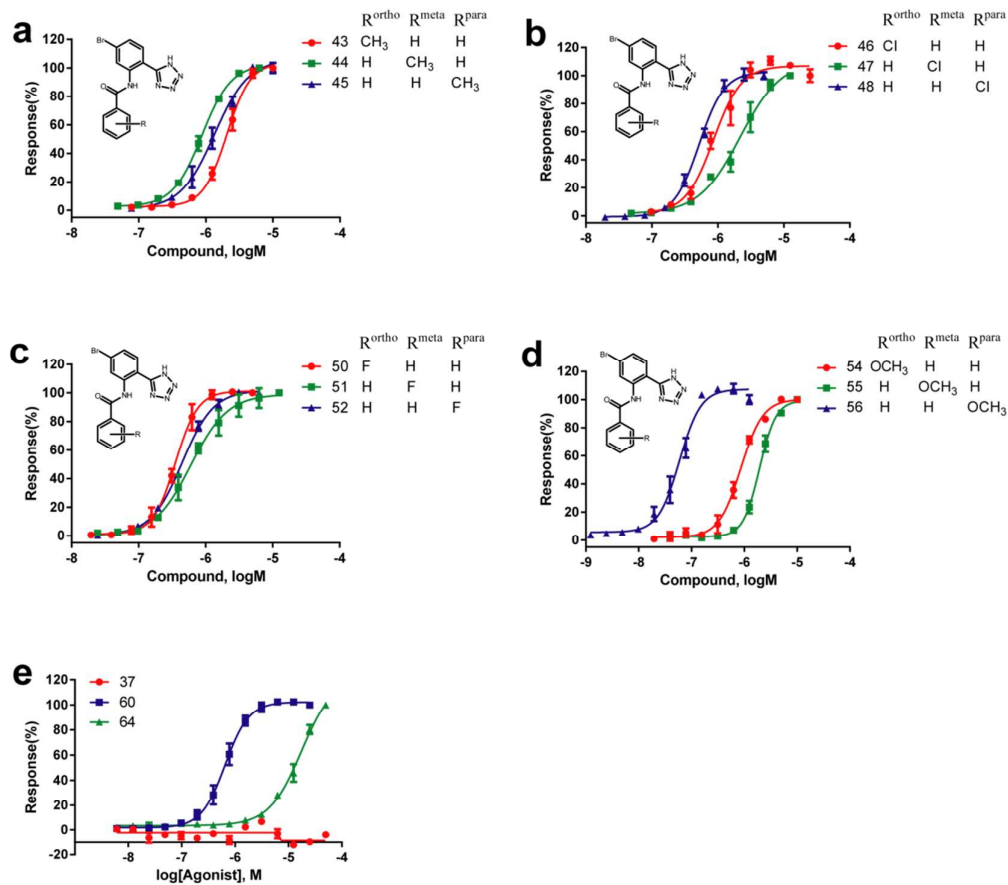 a
R^ortho R^meta R^para
43 CH₃ H H
44 H CH₃ H
45 H H CH₃
Br
H
N
N
N
N
O
NH
R
Response(%)
120
100
80
60
40
20
0
-8 -7 -6 -5 -4
Compound, logM
b
R^ortho R^meta R^para
46 Cl H H
47 H Cl H
48 H H Cl
Br
H
N
N
N
N
O
NH
R
Response(%)
120
100
80
60
40
20
0
-8 -7 -6 -5 -4
Compound, logM
c
R^ortho R^meta R^para
50 F H H
51 H F H
52 H H F
Br
H
N
N
N
N
O
NH
R
Response(%)
120
100
80
60
40
20
0
-8 -7 -6 -5 -4
Compound, logM
d
R^ortho R^meta R^para
54 OCH₃ H H
55 H OCH₃ H
56 H H OCH₃
Br
H
N
N
N
N
O
NH
R
Response(%)
120
100
80
60
40
20
0
-9 -8 -7 -6 -5 -4
Compound, logM
e
37
60
64
Response(%)
120
100
80
60
40
20
0
-20
-9 -8 -7 -6 -5 -4
log[Agonist], M